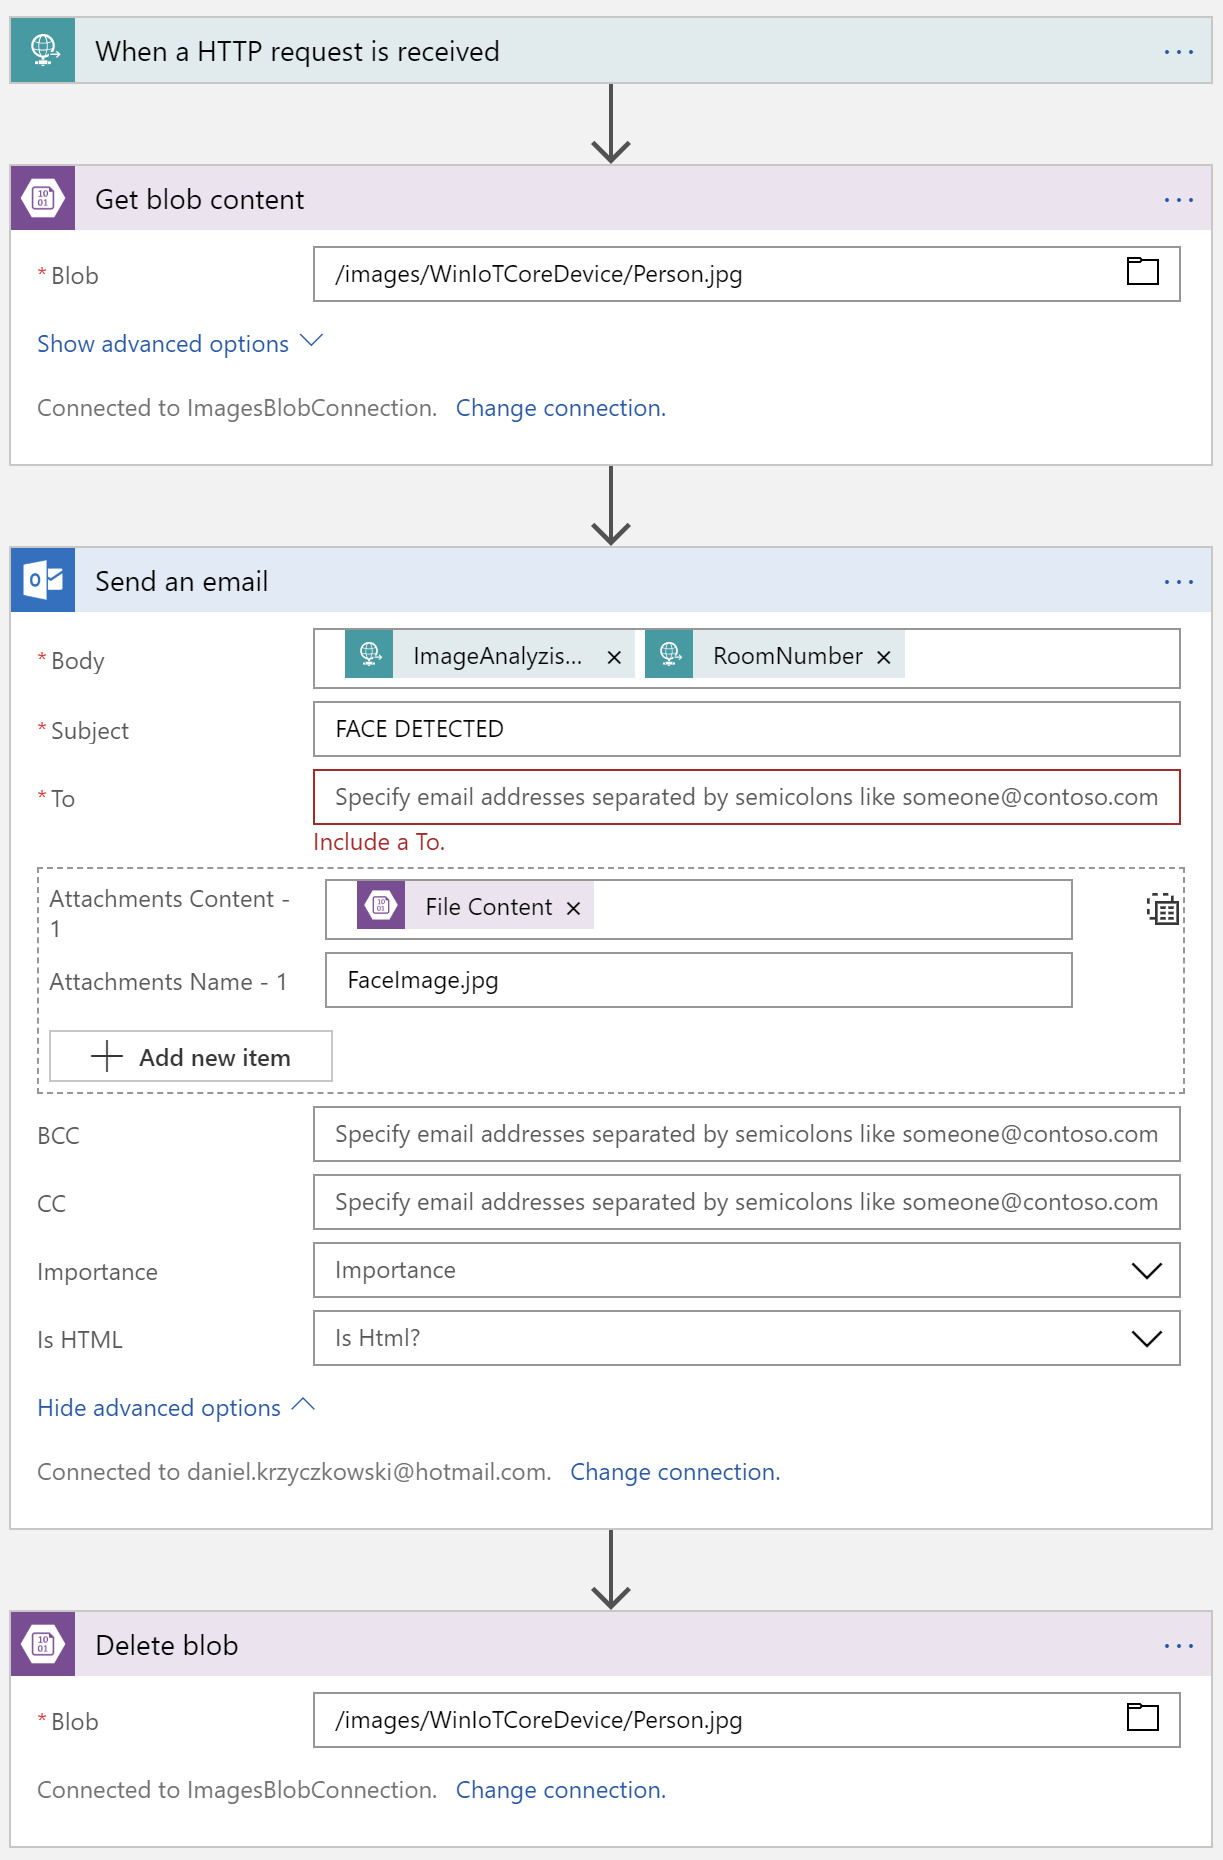 When a HTTP request is received
...
Get blob content
...
* Blob
/images/WinIoTCoreDevice/Person.jpg
Show advanced options
Connected to ImagesBlobConnection. Change connection.
Send an email
...
* Body
ImageAnalyzis... × RoomNumber ×
* Subject
FACE DETECTED
* To
Specify email addresses separated by semicolons like someone@contoso.com
Include a To.
Attachments Content -
1
File Content ×
Attachments Name - 1
FaceImage.jpg
Add new item
BCC
Specify email addresses separated by semicolons like someone@contoso.com
CC
Specify email addresses separated by semicolons like someone@contoso.com
Importance
Importance
Is HTML
Is Html?
Hide advanced options
Connected to daniel.krzyczkowski@hotmail.com. Change connection.
Delete blob
...
* Blob
/images/WinIoTCoreDevice/Person.jpg
Connected to ImagesBlobConnection. Change connection.